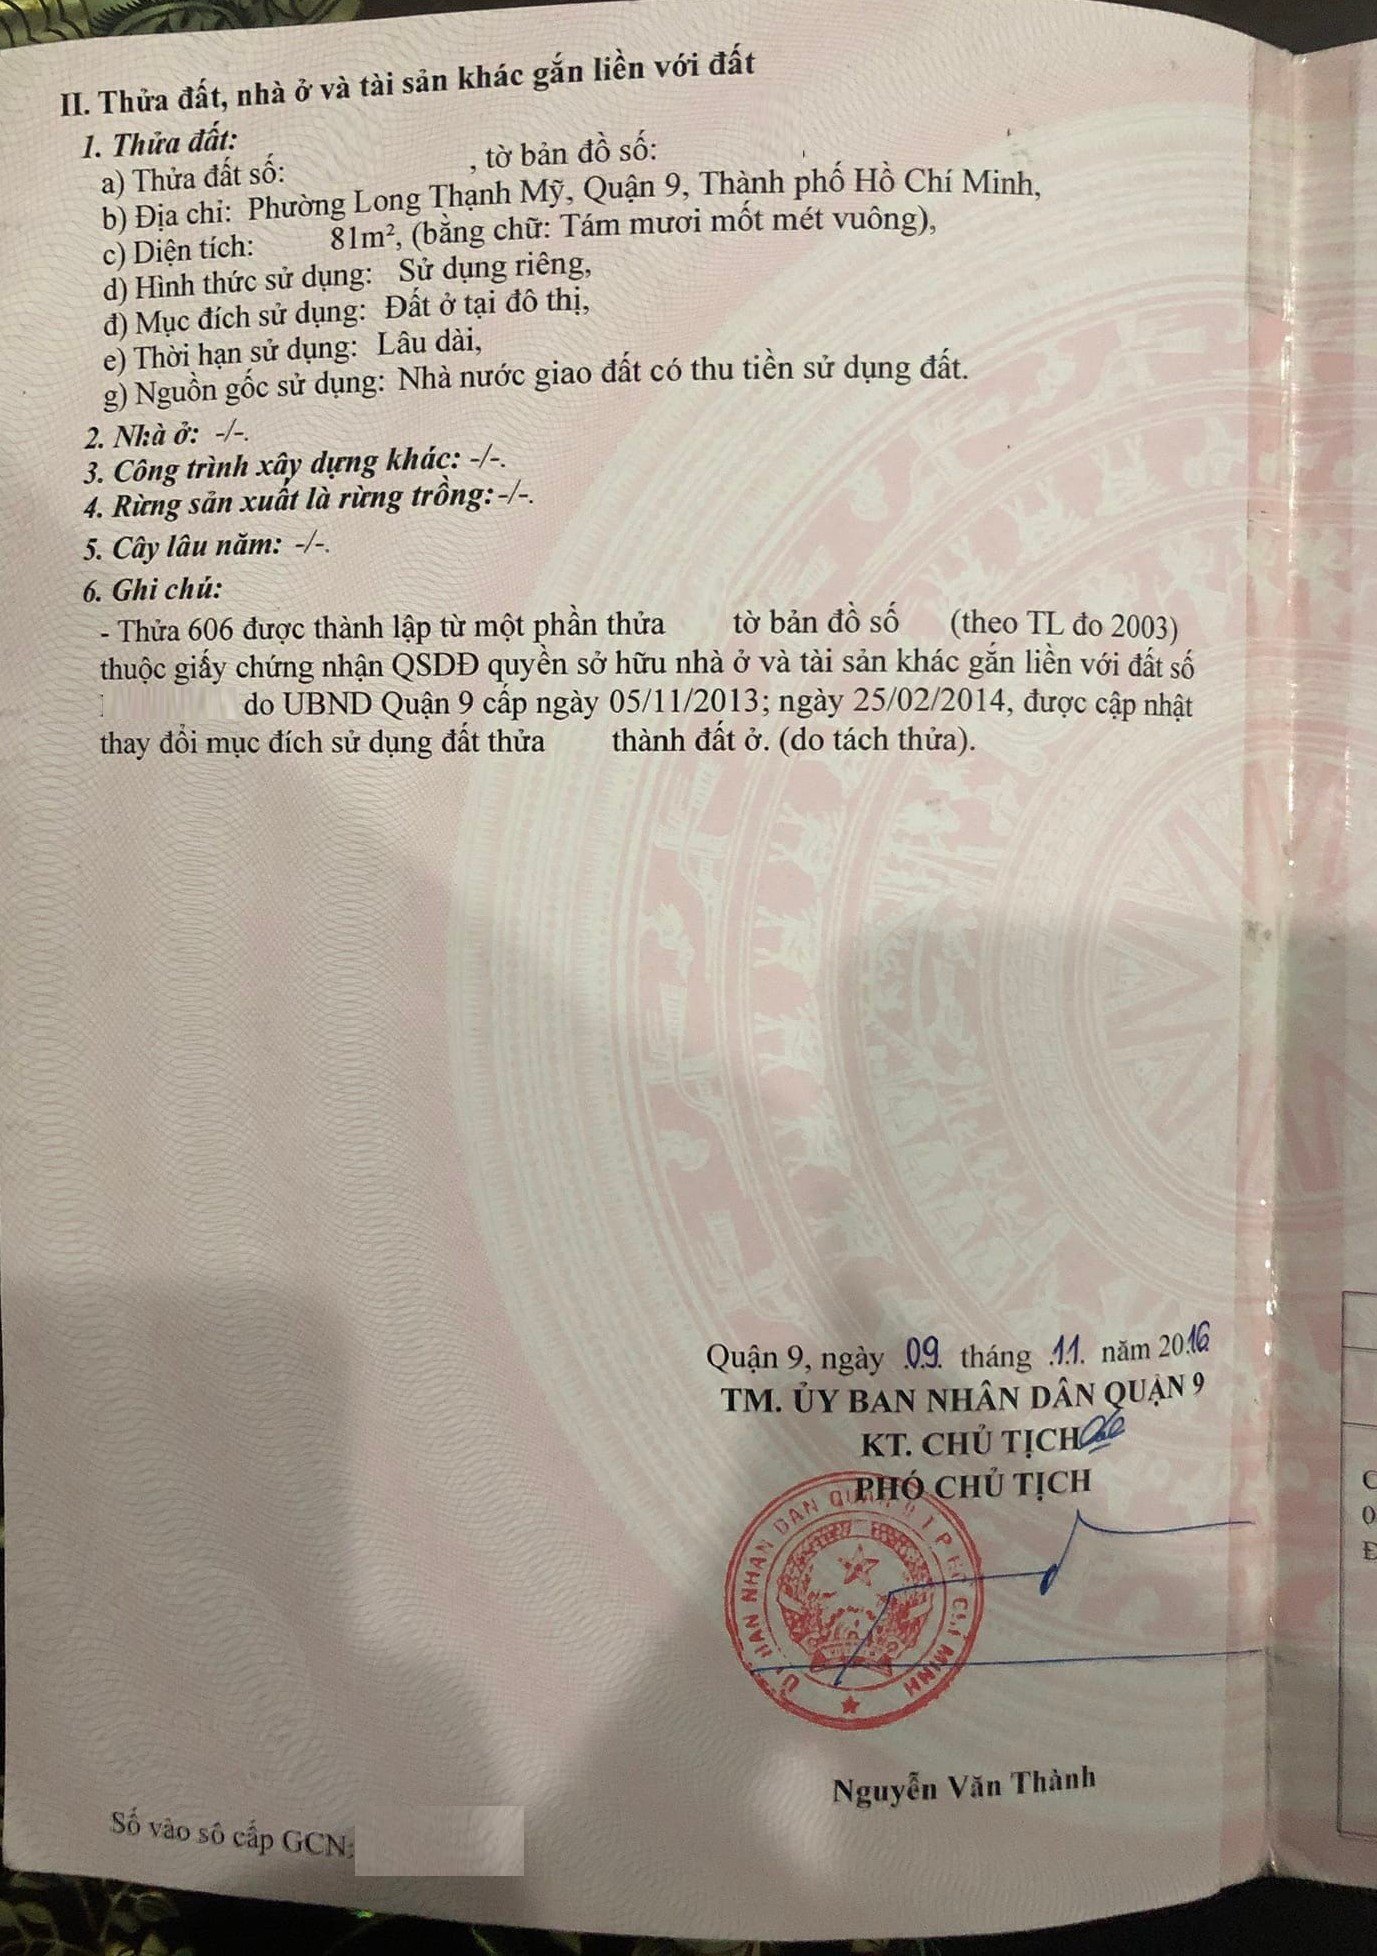 II. Thửa đất, nhà ở và tài sản khác gắn liền với đất
1. Thửa đất:
a) Thửa đất số: , tờ bản đồ số:
b) Địa chỉ: Phường Long Thạnh Mỹ, Quận 9, Thành phố Hồ Chí Minh,
c) Diện tích: 81m², (bằng chữ: Tám mươi mốt mét vuông),
d) Hình thức sử dụng: Sử dụng riêng,
đ) Mục đích sử dụng: Đất ở tại đô thị,
e) Thời hạn sử dụng: Lâu dài,
g) Nguồn gốc sử dụng: Nhà nước giao đất có thu tiền sử dụng đất.
2. Nhà ở: -/-.
3. Công trình xây dựng khác: -/-.
4. Rừng sản xuất là rừng trồng: -/-.
5. Cây lâu năm: -/-.
6. Ghi chú:
- Thửa 606 được thành lập từ một phần thửa tờ bản đồ số (theo TL đo 2003)
thuộc giấy chứng nhận QSDĐ quyền sở hữu nhà ở và tài sản khác gắn liền với đất số
do UBND Quận 9 cấp ngày 05/11/2013; ngày 25/02/2014, được cập nhật
thay đổi mục đích sử dụng đất thửa thành đất ở. (do tách thửa).
Quận 9, ngày 09 tháng 11 năm 2016
TM. ỦY BAN NHÂN DÂN QUẬN 9
KT. CHỦ TỊCH
PHÓ CHỦ TỊCH
ỦY BAN NHÂN DÂN QUẬN 9 T.P HỒ CHÍ MINH
Nguyễn Văn Thành
Số vào sổ cấp GCN: